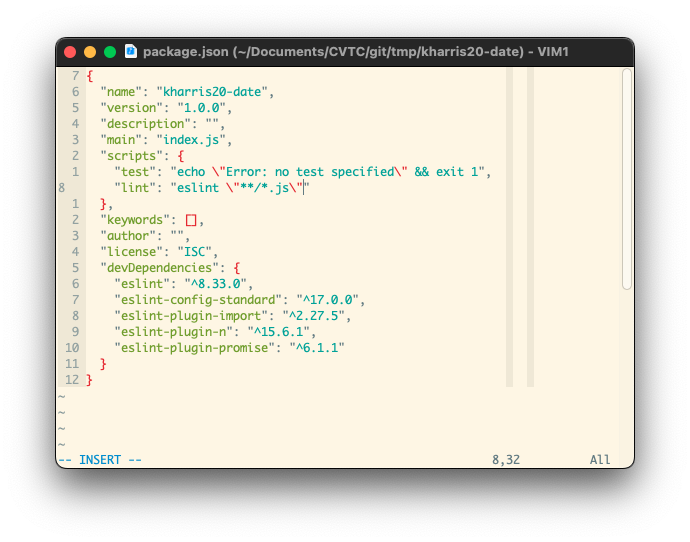 package.json (~/Documents/CVTC/git/tmp/kharris20-date) - VIM1
7 {
6   "name": "kharris20-date",
5   "version": "1.0.0",
4   "description": "",
3   "main": "index.js",
2   "scripts": {
1     "test": "echo \"Error: no test specified\" && exit 1",
8     "lint": "eslint \"**/*.js\""
1   },
2   "keywords": [],
3   "author": "",
4   "license": "ISC",
5   "devDependencies": {
6     "eslint": "^8.33.0",
7     "eslint-config-standard": "^17.0.0",
8     "eslint-plugin-import": "^2.27.5",
9     "eslint-plugin-n": "^15.6.1",
10     "eslint-plugin-promise": "^6.1.1"
11   }
12 }
~
~
~
~
-- INSERT -- 8,32 All